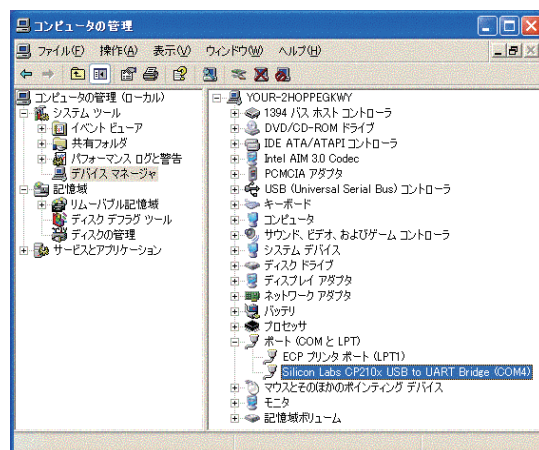 コンピュータの管理
ファイル(F) 操作(A) 表示(V) ウィンドウ(W) ヘルプ(H)
コンピュータの管理 (ローカル)
システム ツール
イベント ビューア
共有フォルダ
パフォーマンス ログと警告
デバイス マネージャ
記憶域
リムーバブル記憶域
ディスク デフラグ ツール
ディスクの管理
サービスとアプリケーション
YOUR-2HOPPEGKWY
1394 バス ホスト コントローラ
DVD/CD-ROM ドライブ
IDE ATA/ATAPI コントローラ
Intel AIM 3.0 Codec
PCMCIA アダプタ
USB (Universal Serial Bus) コントローラ
キーボード
コンピュータ
サウンド、ビデオ、およびゲーム コントローラ
システム デバイス
ディスク ドライブ
ディスプレイ アダプタ
ネットワーク アダプタ
バッテリ
プロセッサ
ポート (COM と LPT)
ECP プリンタ ポート (LPT1)
Silicon Labs CP210x USB to UART Bridge (COM4)
マウスとそのほかのポインティング デバイス
モニタ
記憶域ボリューム